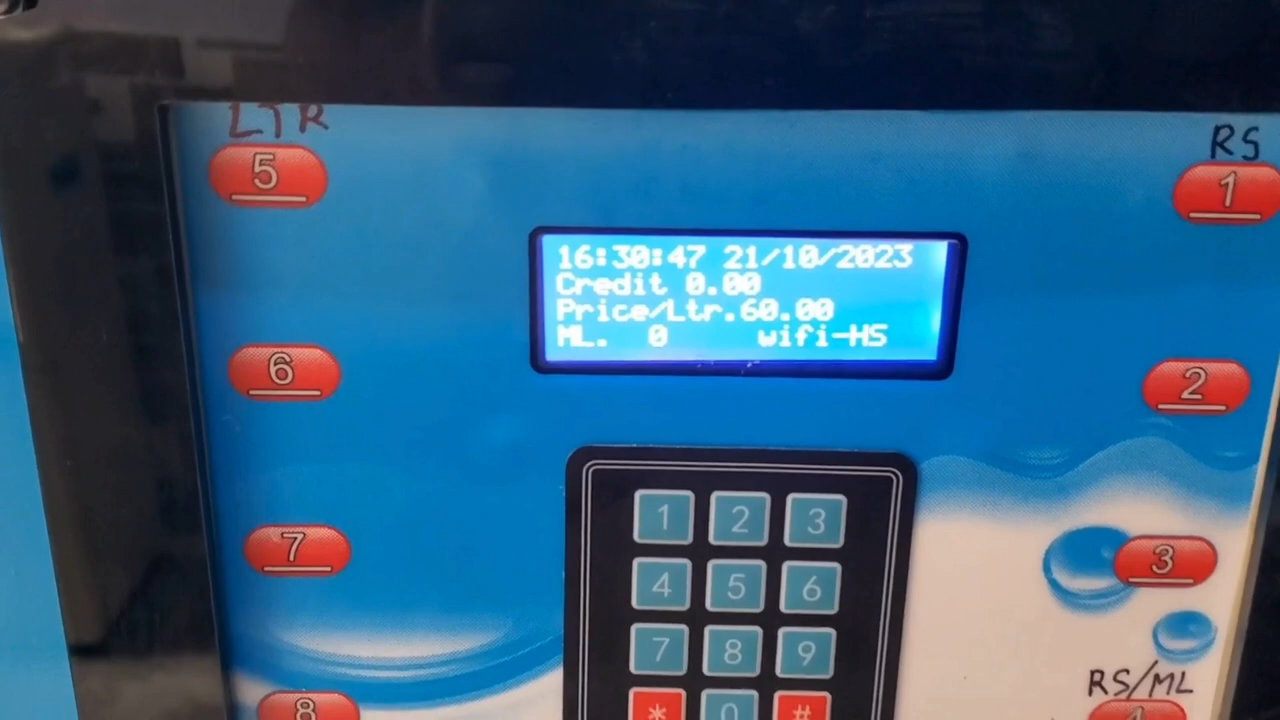 LTR
RS
5
1
16:30:47 21/10/2023
Credit 0.00
Price/Ltr.60.00
ML. 0 wifi-HS
6
2
1 2 3
7
3
4 5 6
7 8 9
RS/ML
8
* 0 #
4